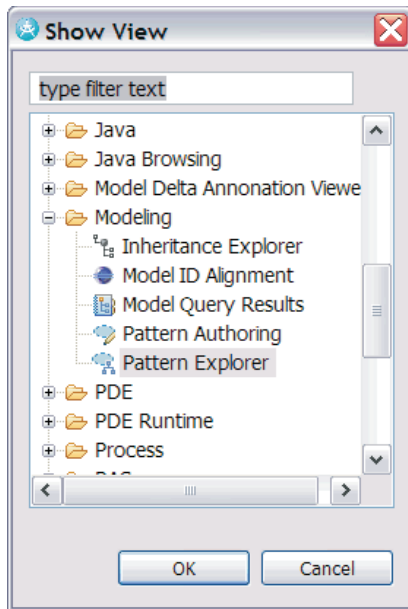 Show View
type filter text
Java
Java Browsing
Model Delta Annonation Viewe
Modeling
Inheritance Explorer
Model ID Alignment
Model Query Results
Pattern Authoring
Pattern Explorer
PDE
PDE Runtime
Process
OK Cancel